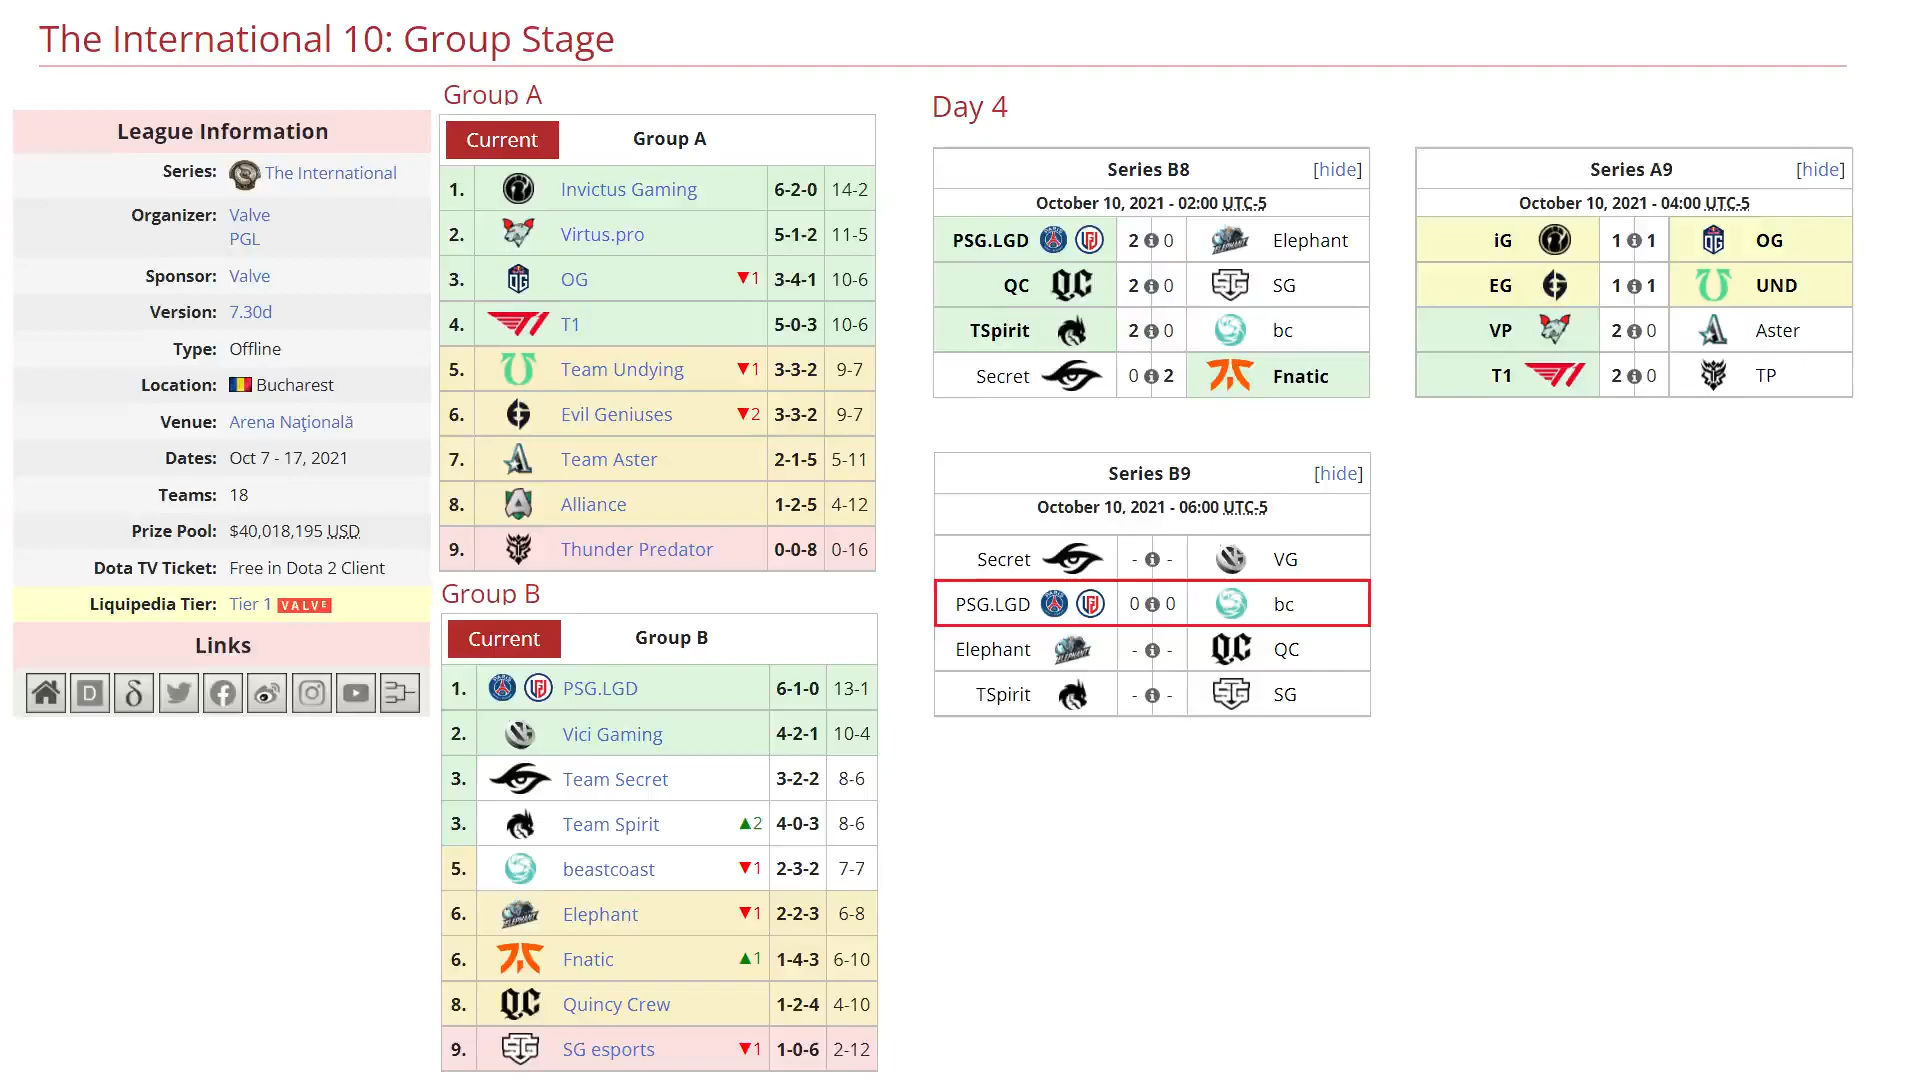 The International 10: Group Stage
League Information
Series: The International
Organizer: Valve
PGL
Sponsor: Valve
Version: 7.30d
Type: Offline
Location: Bucharest
Venue: Arena Naţională
Dates: Oct 7 - 17, 2021
Teams: 18
Prize Pool: $40,018,195 USD
Dota TV Ticket: Free in Dota 2 Client
Liquipedia Tier: Tier 1 VALVE
Links
Group A
Current Group A
1. Invictus Gaming 6-2-0 14-2
2. Virtus.pro 5-1-2 11-5
3. OG ▼1 3-4-1 10-6
4. T1 5-0-3 10-6
5. Team Undying ▼1 3-3-2 9-7
6. Evil Geniuses ▼2 3-3-2 9-7
7. Team Aster 2-1-5 5-11
8. Alliance 1-2-5 4-12
9. Thunder Predator 0-0-8 0-16
Group B
Current Group B
1. PSG.LGD 6-1-0 13-1
2. Vici Gaming 4-2-1 10-4
3. Team Secret 3-2-2 8-6
3. Team Spirit ▲2 4-0-3 8-6
5. beastcoast ▼1 2-3-2 7-7
6. Elephant ▼1 2-2-3 6-8
6. Fnatic ▲1 1-4-3 6-10
8. QC Quincy Crew 1-2-4 4-10
9. SG esports ▼1 1-0-6 2-12
Day 4
Series B8 [hide]
October 10, 2021 - 02:00 UTC-5
PSG.LGD 2 0 Elephant
QC 2 0 SG
TSpirit 2 0 bc
Secret 0 2 Fnatic
Series A9 [hide]
October 10, 2021 - 04:00 UTC-5
iG 1 1 OG
EG 1 1 UND
VP 2 0 Aster
T1 2 0 TP
Series B9 [hide]
October 10, 2021 - 06:00 UTC-5
Secret - - VG
PSG.LGD 0 0 bc
Elephant - - QC
TSpirit - - SG